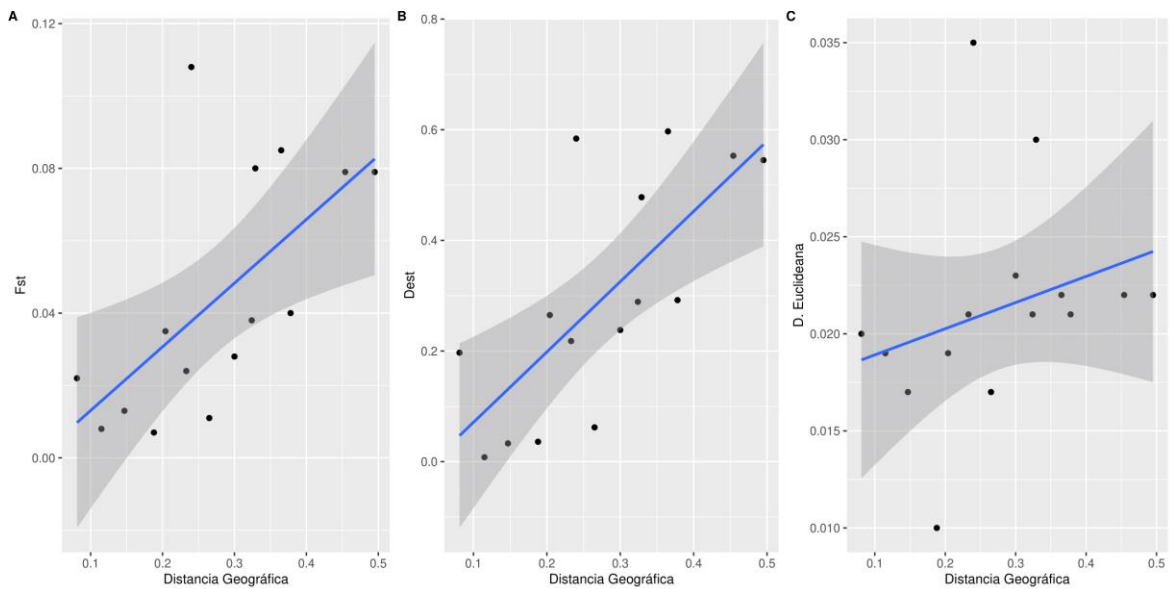 A
0.12
0.08
0.04
0.00
Fst
0.1 0.2 0.3 0.4 0.5
Distancia Geográfica
B
0.8
0.6
0.4
0.2
0.0
Dest
0.1 0.2 0.3 0.4 0.5
Distancia Geográfica
C
0.035
0.030
0.025
0.020
0.015
0.010
D. Euclideana
0.1 0.2 0.3 0.4 0.5
Distancia Geográfica